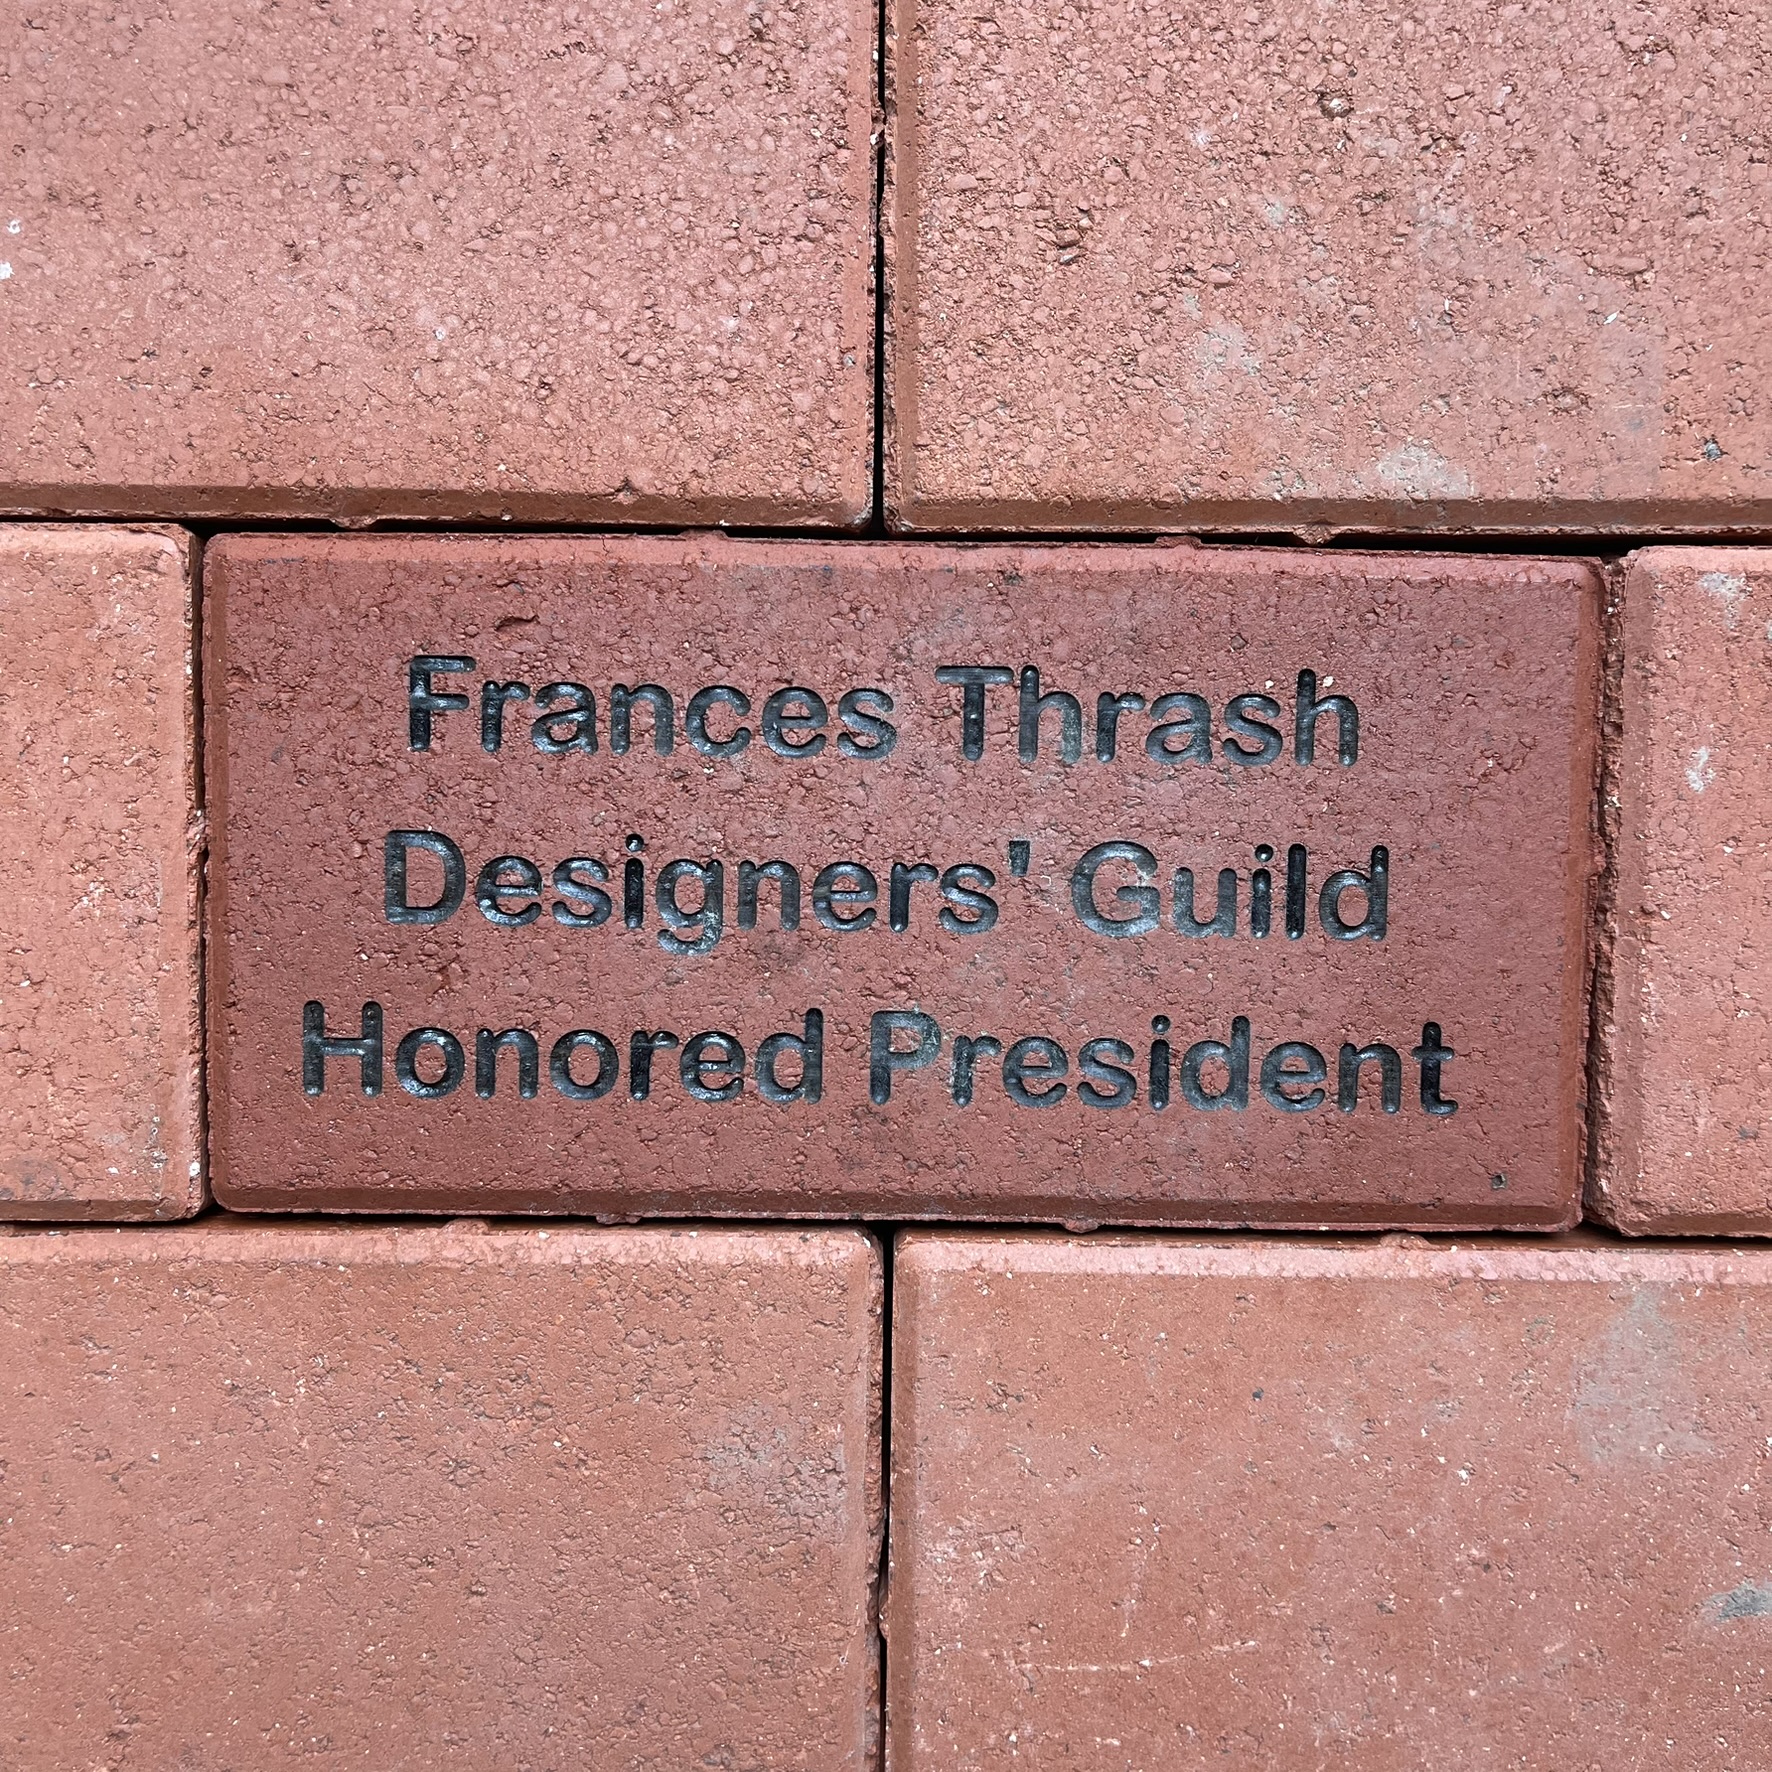 Frances Thrash
Designers' Guild
Honored President